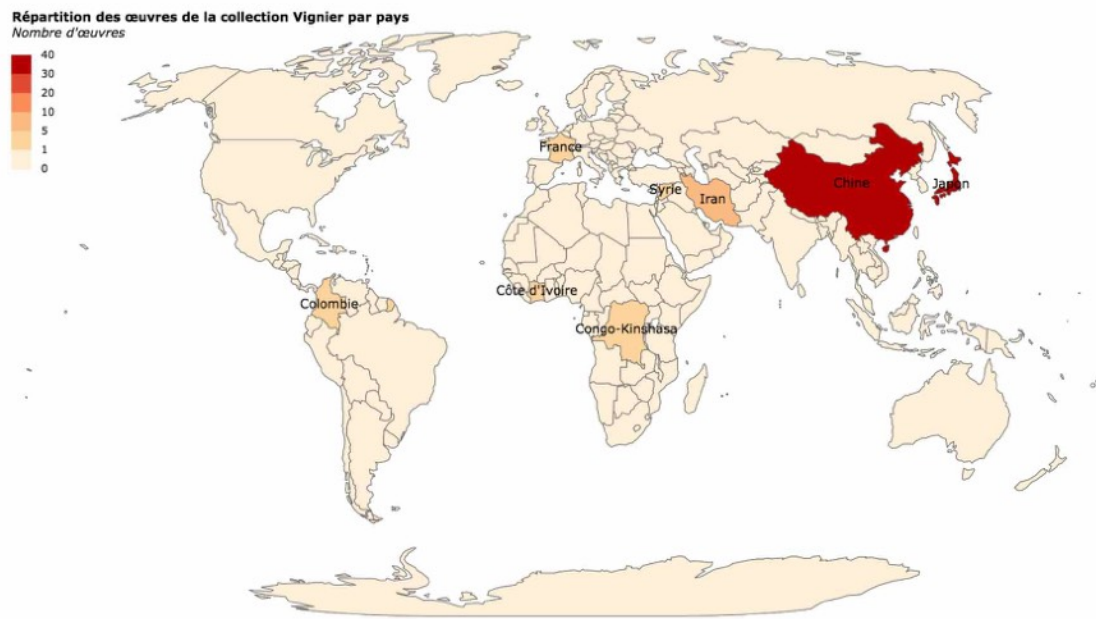 Répartition des œuvres de la collection Vignier par pays
Nombre d'œuvres
40
30
20
10
5
1
0
France
Syrie
Iran
Chine
Japon
Côte d'Ivoire
Colombie
Congo-Kinshasa